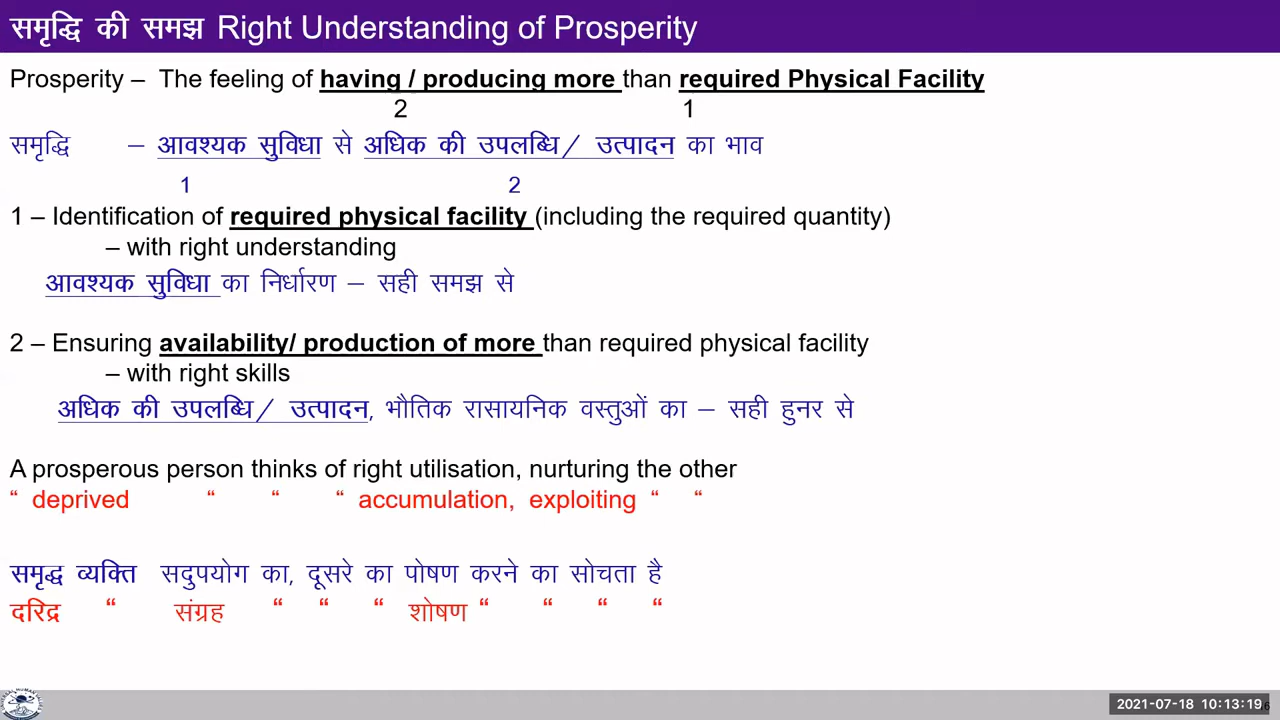 समृद्धि की समझ Right Understanding of Prosperity
Prosperity – The feeling of having / producing more than required Physical Facility
2 1
समृद्धि – आवश्यक सुविधा से अधिक की उपलब्धि/ उत्पादन का भाव
1 2
1 – Identification of required physical facility (including the required quantity)
– with right understanding
आवश्यक सुविधा का निर्धारण – सही समझ से
2 – Ensuring availability/ production of more than required physical facility
– with right skills
अधिक की उपलब्धि/ उत्पादन, भौतिक रासायनिक वस्तुओं का – सही हुनर से
A prosperous person thinks of right utilisation, nurturing the other
“ deprived “ “ “ accumulation, exploiting “ “
समृद्ध व्यक्ति सदुपयोग का, दूसरे का पोषण करने का सोचता है
दरिद्र “ संग्रह “ “ “ शोषण “ “ “ “
2021-07-18 10:13:19